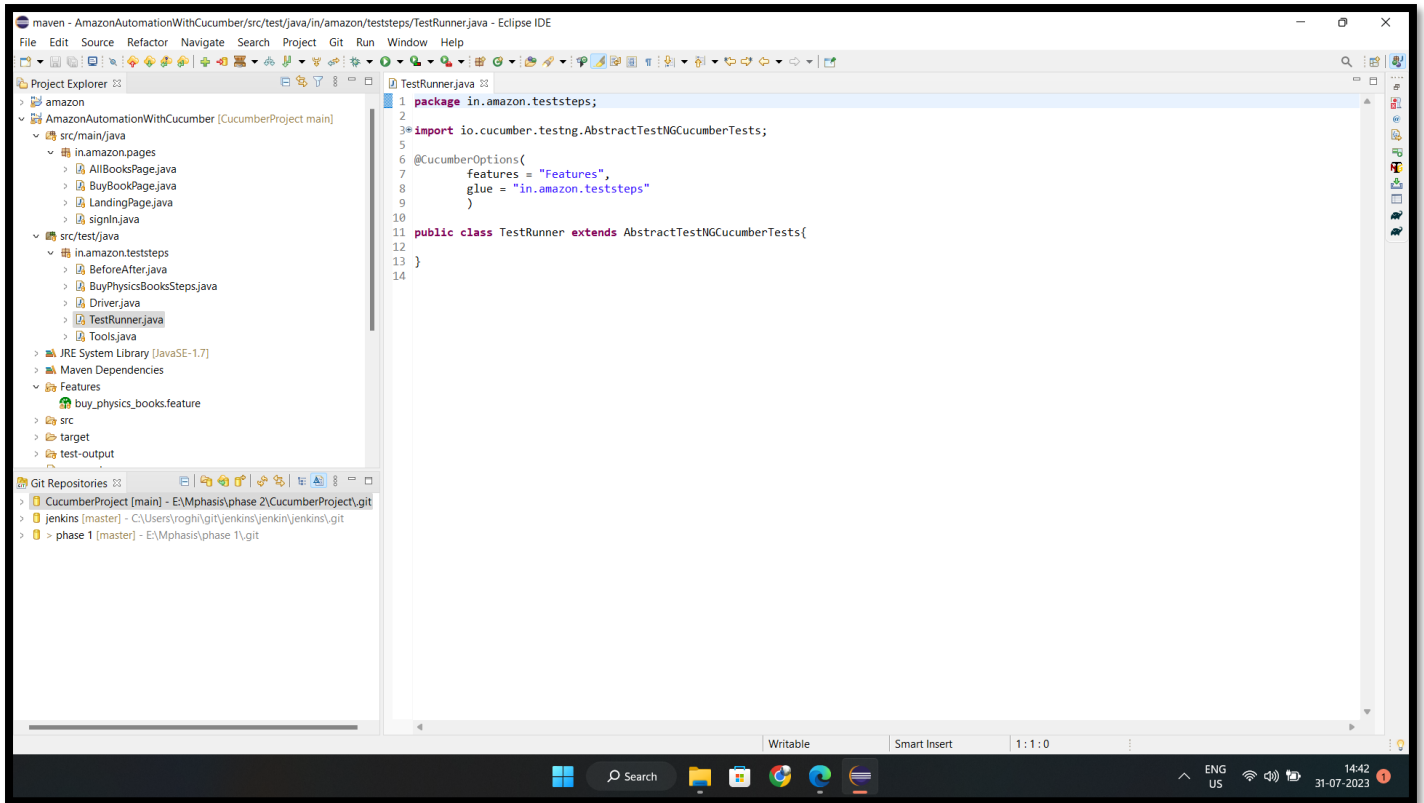 maven - AmazonAutomationWithCucumber/src/test/java/in/amazon/teststeps/TestRunner.java - Eclipse IDE
File Edit Source Refactor Navigate Search Project Git Run Window Help
Project Explorer
amazon
AmazonAutomationWithCucumber [CucumberProject main]
src/main/java
in.amazon.pages
AllBooksPage.java
BuyBookPage.java
LandingPage.java
signIn.java
src/test/java
in.amazon.teststeps
BeforeAfter.java
BuyPhysicsBooksSteps.java
Driver.java
TestRunner.java
Tools.java
JRE System Library [JavaSE-1.7]
Maven Dependencies
Features
buy_physics_books.feature
src
target
test-output
Git Repositories
> CucumberProject [main] - E:\Mphasis\phase 2\CucumberProject\.git
> jenkins [master] - C:\Users\roghi\git\jenkins\jenkin\jenkins\.git
> > phase 1 [master] - E:\Mphasis\phase 1\.git
TestRunner.java
1 package in.amazon.teststeps;
2
3 import io.cucumber.testng.AbstractTestNGCucumberTests;
5
6 @CucumberOptions(
7 features = "Features",
8 glue = "in.amazon.teststeps"
9 )
10
11 public class TestRunner extends AbstractTestNGCucumberTests{
12
13 }
14
Writable Smart Insert 1 : 1 : 0
Search
ENG
US
14:42
31-07-2023
1